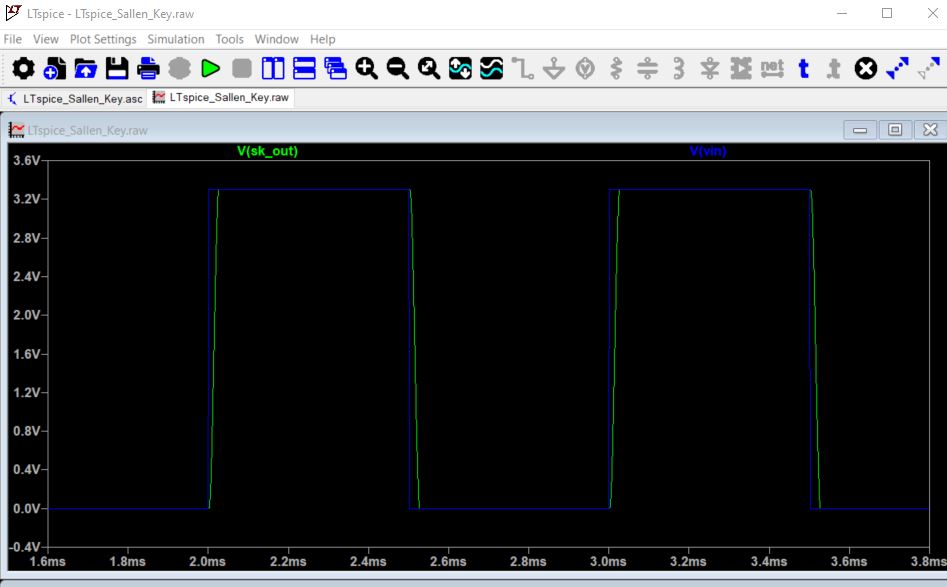 LTspice - LTspice_Sallen_Key.raw
File View Plot Settings Simulation Tools Window Help
net t t
LTspice_Sallen_Key.asc LTspice_Sallen_Key.raw
LTspice_Sallen_Key.raw
V(sk_out) V(vin)
3.6V
3.2V
2.8V
2.4V
2.0V
1.6V
1.2V
0.8V
0.4V
0.0V
-0.4V
1.6ms 1.8ms 2.0ms 2.2ms 2.4ms 2.6ms 2.8ms 3.0ms 3.2ms 3.4ms 3.6ms 3.8ms